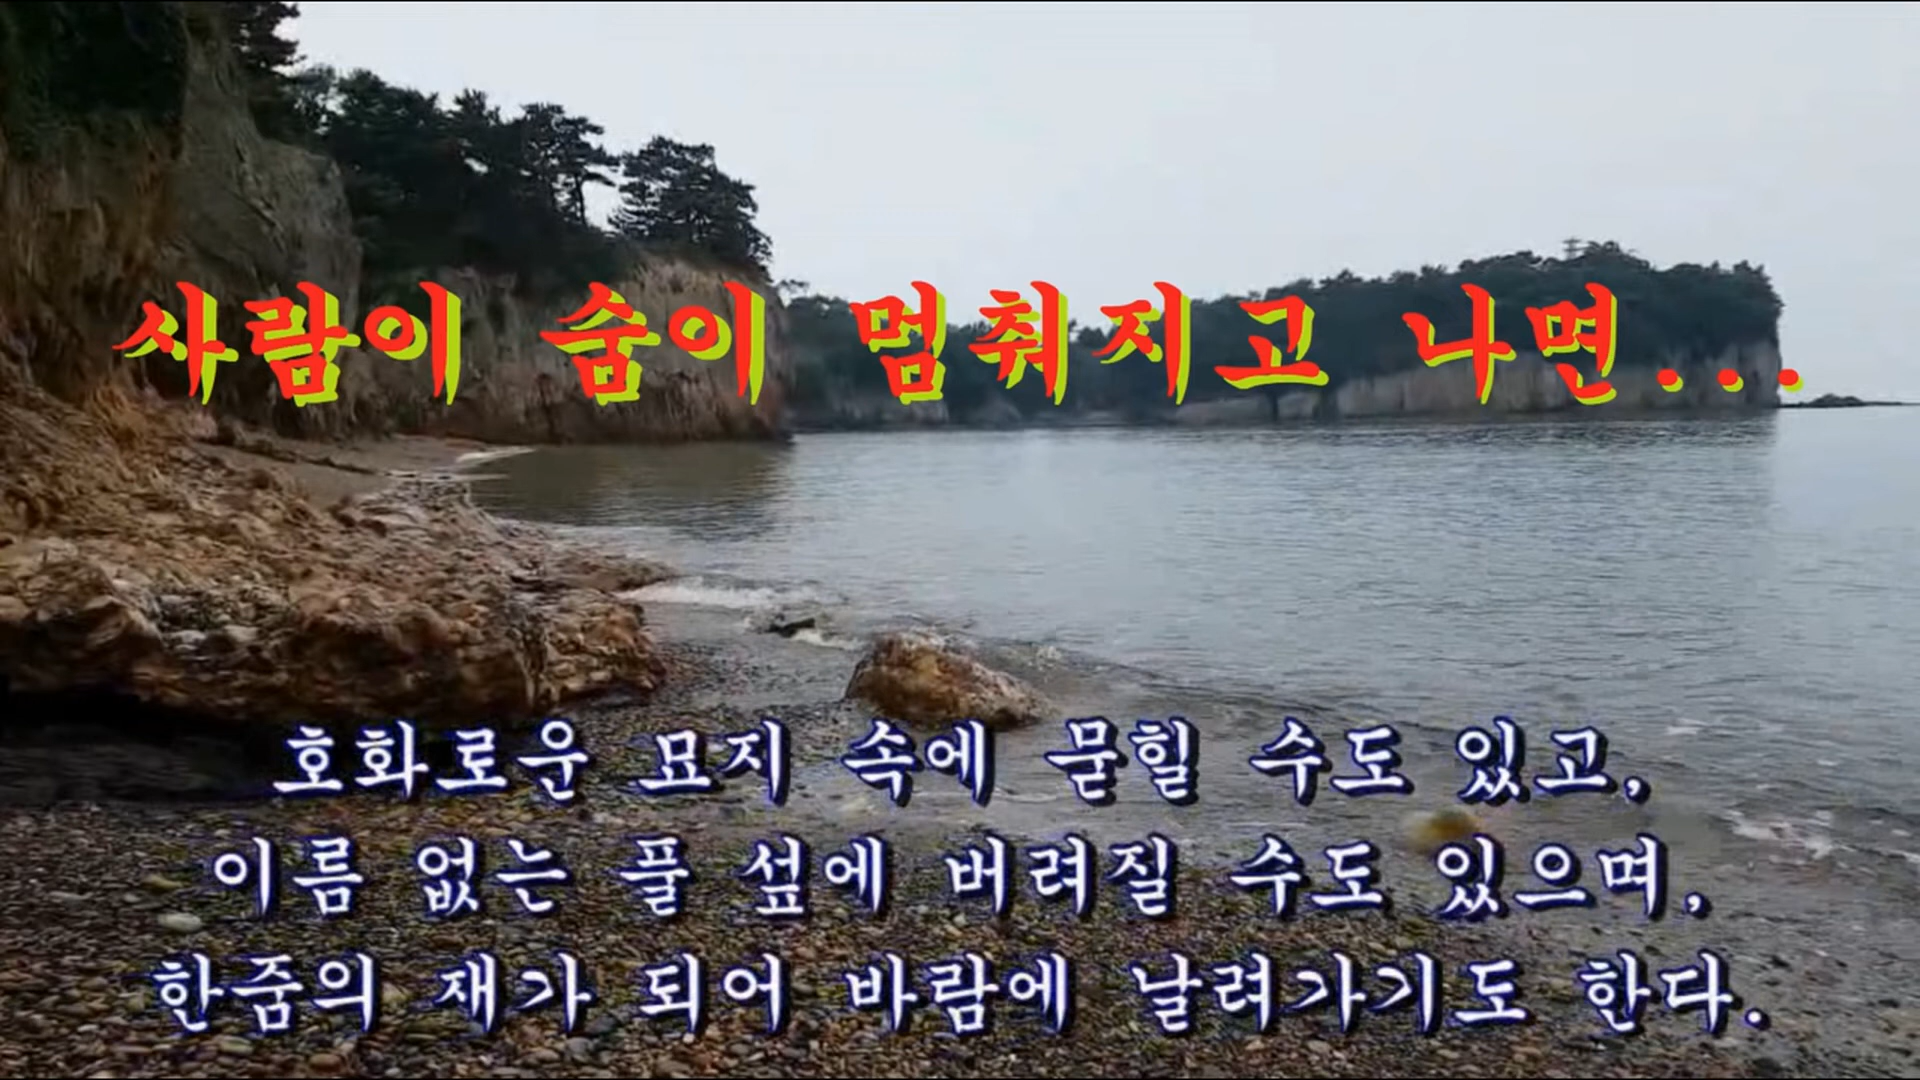 사람이 숨이 멈춰지고 나면...
호화로운 묘지 속에 묻힐 수도 있고,
이름 없는 풀 섶에 버려질 수도 있으며,
한줌의 재가 되어 바람에 날려가기도 한다.